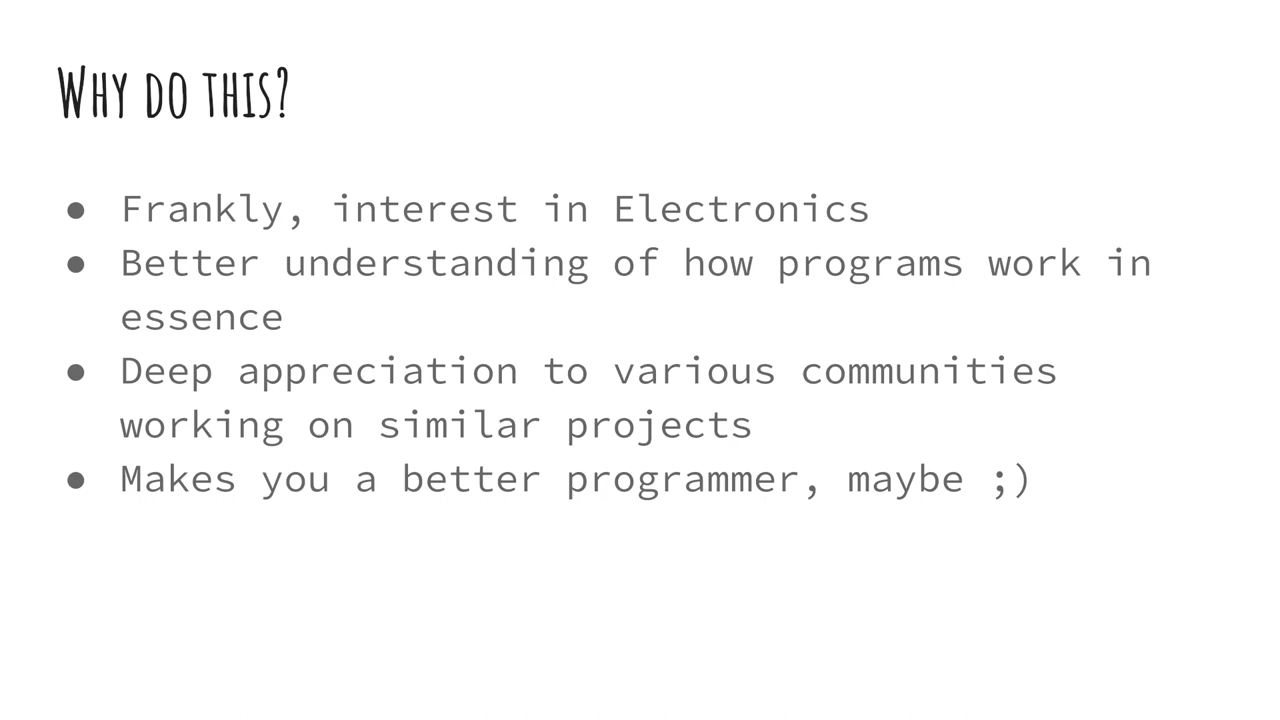 Why do this?
● Frankly, interest in Electronics
● Better understanding of how programs work in
essence
● Deep appreciation to various communities
working on similar projects
● Makes you a better programmer, maybe ;)